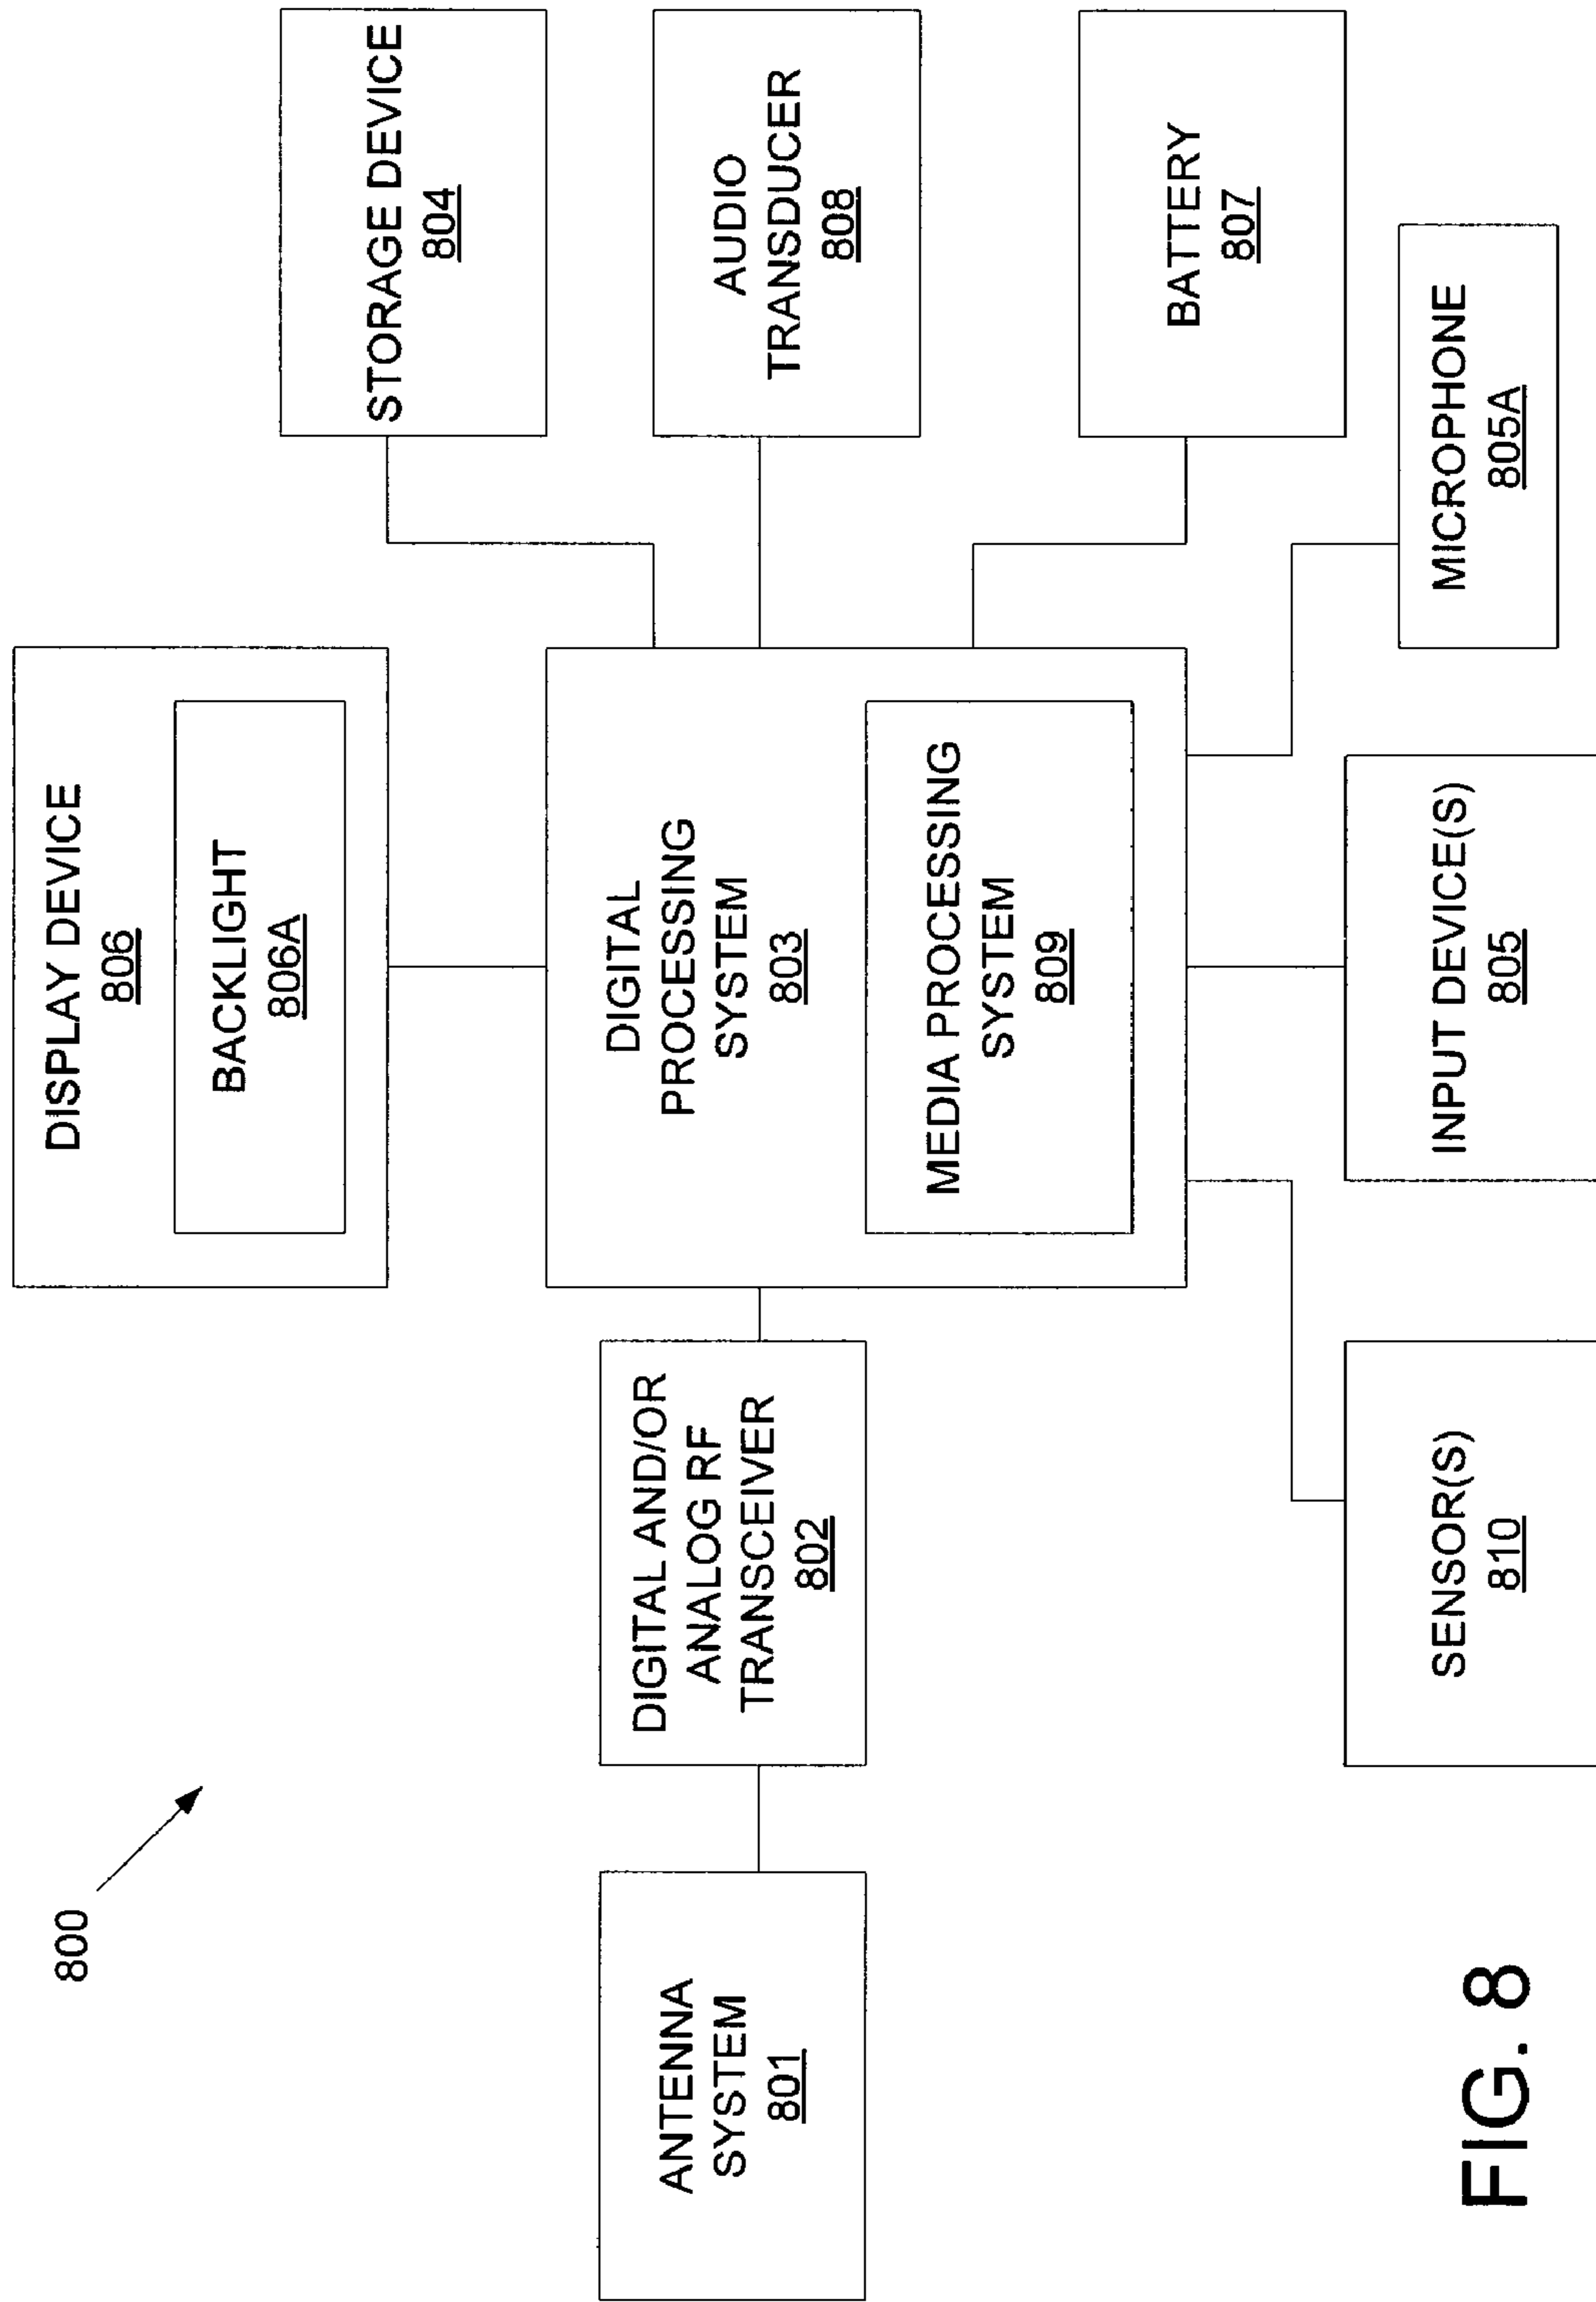 800
DISPLAY DEVICE
806
BACKLIGHT
806A
STORAGE DEVICE
804
ANTENNA
SYSTEM
801
DIGITAL AND/OR
ANALOG RF
TRANSCEIVER
802
DIGITAL
PROCESSING
SYSTEM
803
MEDIA PROCESSING
SYSTEM
809
AUDIO
TRANSDUCER
808
BATTERY
807
SENSOR(S)
810
INPUT DEVICE(S)
805
MICROPHONE
805A
FIG. 8